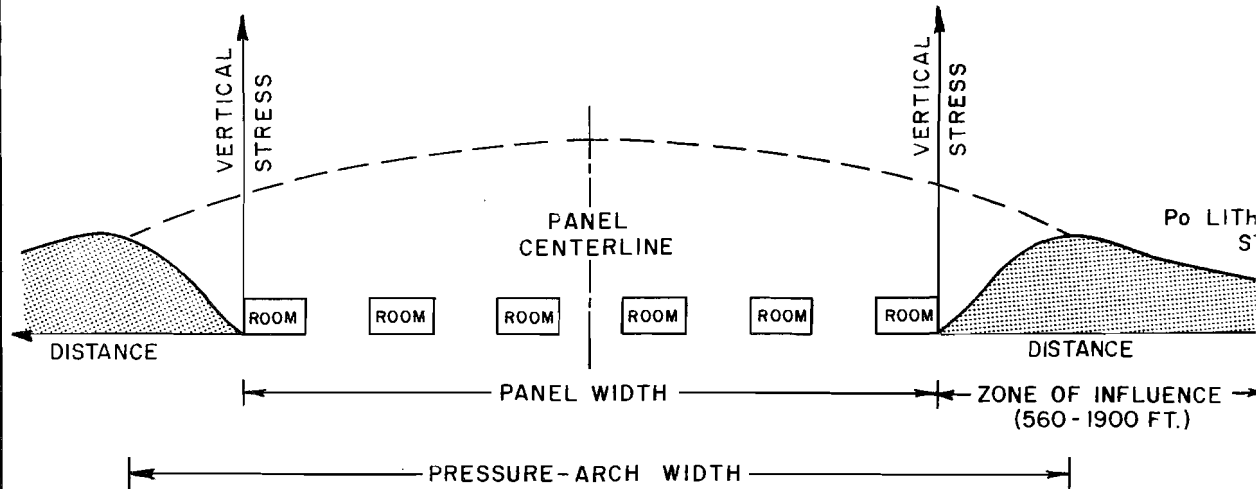 VERTICAL
STRESS
VERTICAL
STRESS
PANEL
CENTERLINE
Po
ROOM
ROOM
ROOM
ROOM
ROOM
ROOM
DISTANCE
DISTANCE
PANEL WIDTH
ZONE OF INFLUENCE
(560-1900 FT.)
PRESSURE-ARCH WIDTH